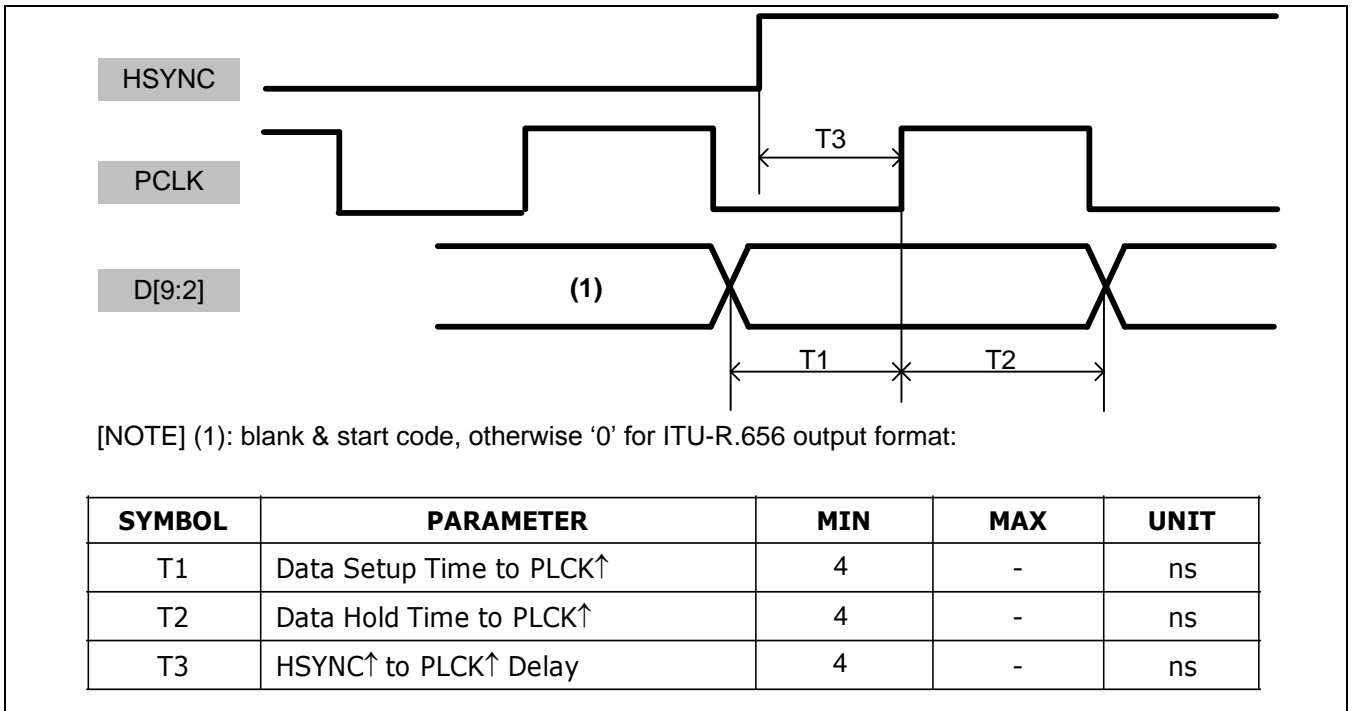 HSYNC
T3
PCLK
D[9:2]
(1)
T1 T2
[NOTE] (1): blank & start code, otherwise ‘0’ for ITU-R.656 output format:
SYMBOL PARAMETER MIN MAX UNIT
T1 Data Setup Time to PLCK↑ 4 - ns
T2 Data Hold Time to PLCK↑ 4 - ns
T3 HSYNC↑ to PLCK↑ Delay 4 - ns